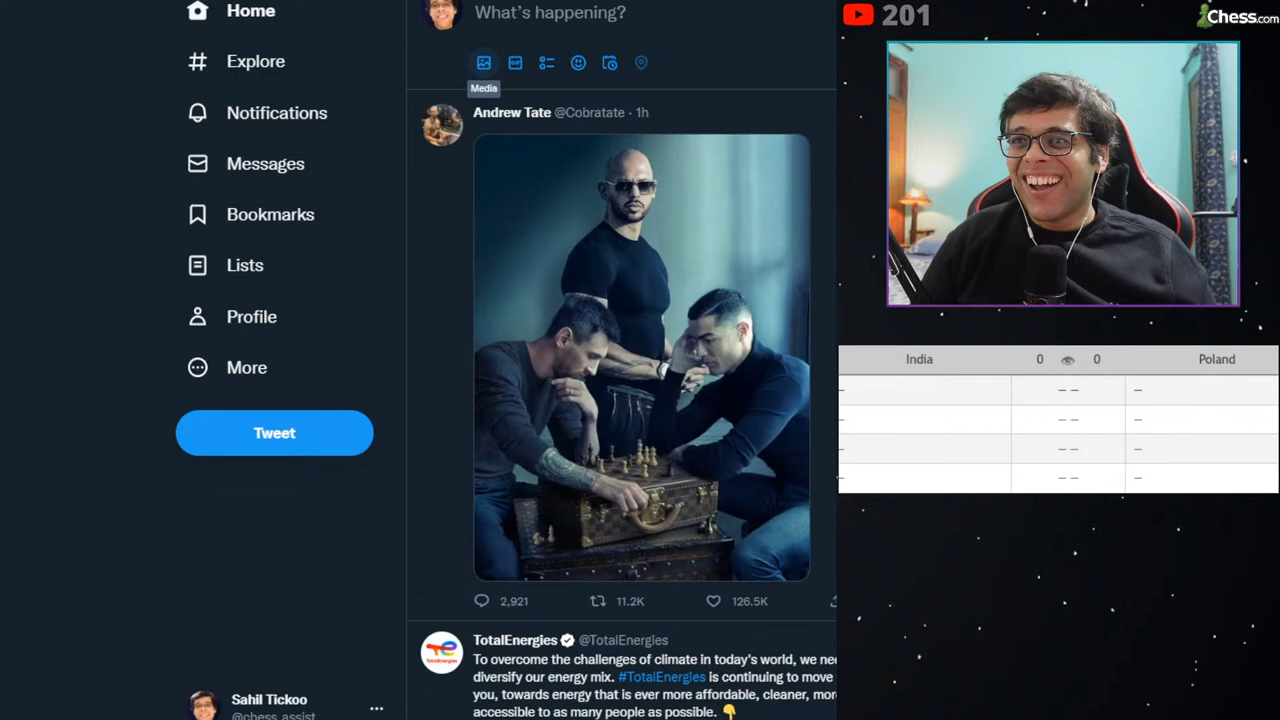 Home
Explore
Notifications
Messages
Bookmarks
Lists
Profile
More
Tweet
Sahil Tickoo
@chess_assist
What's happening?
GIF
Media
Andrew Tate @Cobratate · 1h
2,921 11.2K 126.5K
TotalEnergies @TotalEnergies
To overcome the challenges of climate in today's world, we nee
diversify our energy mix. #TotalEnergies is continuing to move
you, towards energy that is ever more affordable, cleaner, mor
accessible to as many people as possible. 👇
201
Chess.com
India 0 0 Poland
– – – –
– – – –
– – – –
– – – –